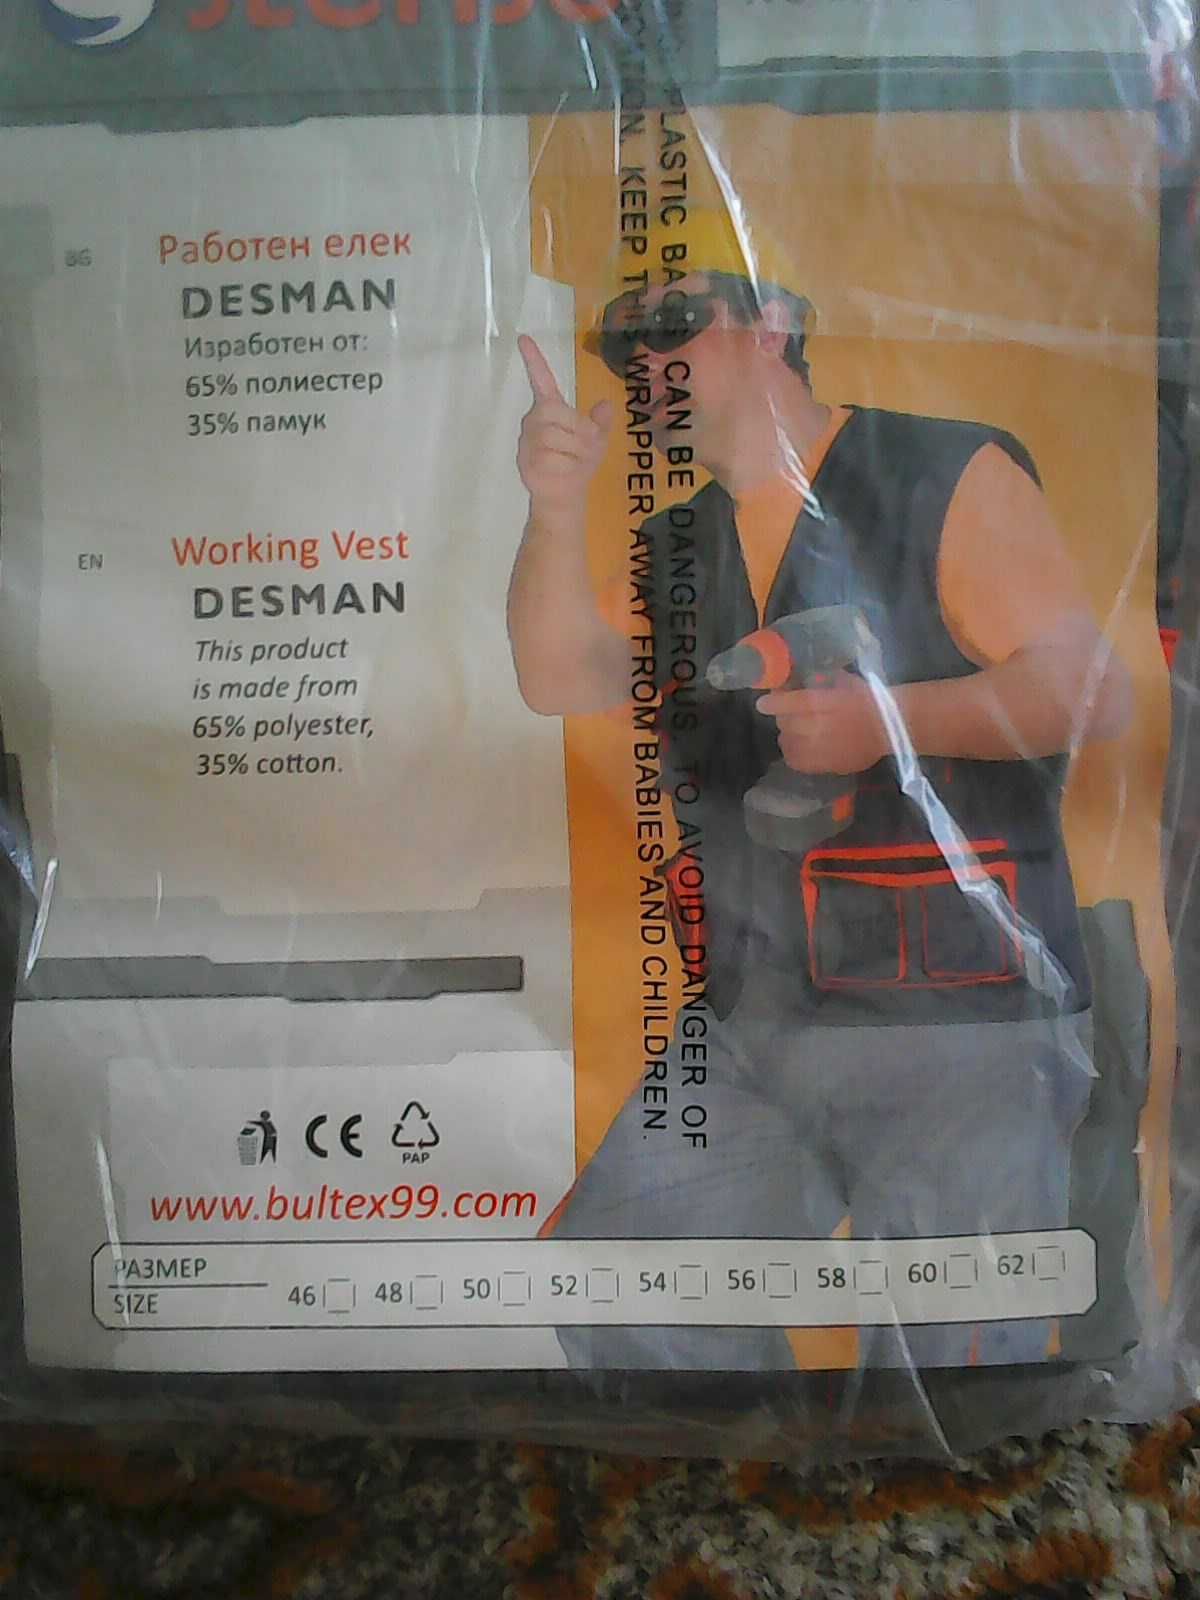 BG
Работен елек
DESMAN
Изработен от:
65% полиестер
35% памук
EN
Working Vest
DESMAN
This product
is made from
65% polyester,
35% cotton.
PLASTIC BAGS CAN BE DANGEROUS. TO AVOID DANGER OF
KEEP THIS WRAPPER AWAY FROM BABIES AND CHILDREN.
CE
PAP
www.bultex99.com
РАЗМЕР
SIZE
46 48 50 52 54 56 58 60 62